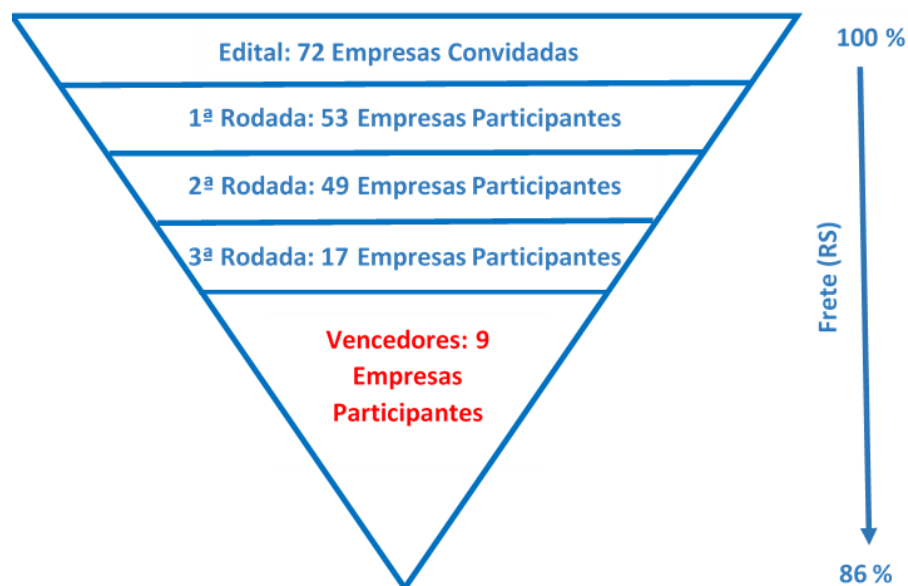 Edital: 72 Empresas Convidadas
100 %
1ª Rodada: 53 Empresas Participantes
2ª Rodada: 49 Empresas Participantes
3ª Rodada: 17 Empresas Participantes
Frete (RS)
Vencedores: 9
Empresas
Participantes
86 %